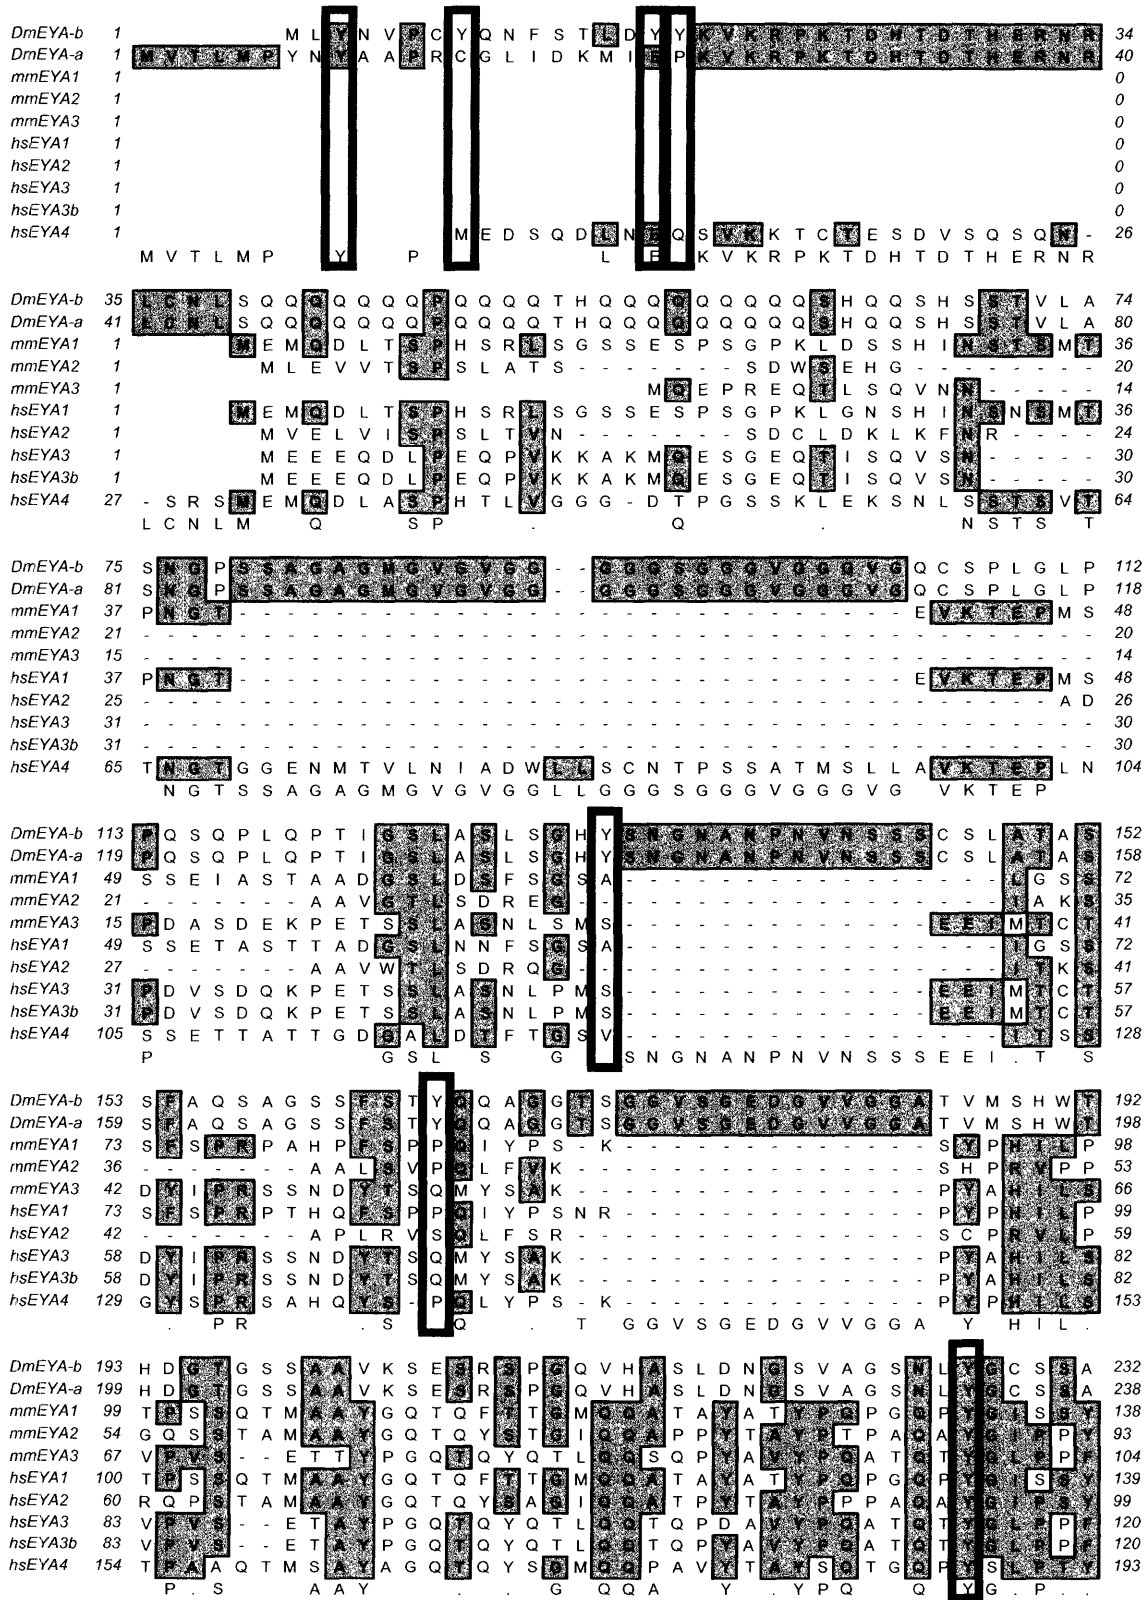 DmEYA-b 1 M L Y N V P C Y Q N F S T L D Y Y K V K R P K T D H T D T H E R N R 34
DmEYA-a 1 M V T L M P Y N Y A A P R C G L I D K M I E P K V K R P K T D H T D T H E R N R 40
mmEYA1 1 0
mmEYA2 1 0
mmEYA3 1 0
hsEYA1 1 0
hsEYA2 1 0
hsEYA3 1 0
hsEYA3b 1 0
hsEYA4 1 M E D S Q D L N E Q S V K K T C T E S D V S Q S Q N - 26
M V T L M P Y P L E K V K R P K T D H T D T H E R N R
DmEYA-b 35 L C N L S Q Q Q Q Q Q Q P Q Q Q Q T H Q Q Q Q Q Q Q Q S H Q Q S H S S T V L A 74
DmEYA-a 41 L C N L S Q Q Q Q Q Q Q P Q Q Q Q T H Q Q Q Q Q Q Q Q S H Q Q S H S S T V L A 80
mmEYA1 1 M E M Q D L T S P H S R L S G S S E S P S G P K L D S S H I N S T S M T 36
mmEYA2 1 M L E V V T S P S L A T S - - - - - - - - S D W S E H G - - - - - - - - 20
mmEYA3 1 M Q E P R E Q T L S Q V N N - - - - - 14
hsEYA1 1 M E M Q D L T S P H S R L S G S S E S P S G P K L G N S H I N S N S M T 36
hsEYA2 1 M V E L V I S P S L T V N - - - - - - - - S D C L D K L K F N R - - - - 24
hsEYA3 1 M E E E Q D L P E Q P V K K A K M Q E S G E Q T I S Q V S N - - - - - 30
hsEYA3b 1 M E E E Q D L P E Q P V K K A K M Q E S G E Q T I S Q V S N - - - - - 30
hsEYA4 27 - S R S M E M Q D L A S P H T L V G G G - D T P G S S K L E K S N L S S T S V T 64
L C N L M Q S P . Q . N S T S T
DmEYA-b 75 S N G P S S A G A G M G V G V G G - - G G G S G G G V G G G V G Q C S P L G L P 112
DmEYA-a 81 S N G P S S A G A G M G V G V G G - - G G G S G G G V G G G V G Q C S P L G L P 118
mmEYA1 37 P N G T - - - - - - - - - - - - - - - - - - - - - - - - - - - - E V K T E P M S 48
mmEYA2 21 - - - - - - - - - - - - - - - - - - - - - - - - - - - - - - - - - - - - - - - - 20
mmEYA3 15 - - - - - - - - - - - - - - - - - - - - - - - - - - - - - - - - - - - - - - - - 14
hsEYA1 37 P N G T - - - - - - - - - - - - - - - - - - - - - - - - - - - - E V K T E P M S 48
hsEYA2 25 - - - - - - - - - - - - - - - - - - - - - - - - - - - - - - - - - - - - - - A D 26
hsEYA3 31 - - - - - - - - - - - - - - - - - - - - - - - - - - - - - - - - - - - - - - - - 30
hsEYA3b 31 - - - - - - - - - - - - - - - - - - - - - - - - - - - - - - - - - - - - - - - - 30
hsEYA4 65 T N G T G G E N M T V L N I A D W L L S C N T P S S A T M S L L A V K T E P L N 104
N G T S S A G A G M G V G V G G L L G G G S G G G V G G G V G V K T E P
DmEYA-b 113 P Q S Q P L Q P T I G S L A S L S G H Y S N G N A N P N V N S S S C S L A T A S 152
DmEYA-a 119 P Q S Q P L Q P T I G S L A S L S G H Y S N G N A N P N V N S S S C S L A T A S 158
mmEYA1 49 S S E I A S T A A D G S L D S F S G S A - - - - - - - - - - - - - - - - L G S S 72
mmEYA2 21 - - - - - - - A A V G T L S D R E G - - - - - - - - - - - - - - - - - - I A K S 35
mmEYA3 15 P D A S D E K P E T S S L A S N L S M S - - - - - - - - - - - - - E E I M T C T 41
hsEYA1 49 S S E T A S T T A D G S L N N F S G S A - - - - - - - - - - - - - - - - I G S S 72
hsEYA2 27 - - - - - - - A A V W T L S D R Q G - - - - - - - - - - - - - - - - - - I T K S 41
hsEYA3 31 P D V S D Q K P E T S S L A S N L P M S - - - - - - - - - - - - - E E I M T C T 57
hsEYA3b 31 P D V S D Q K P E T S S L A S N L P M S - - - - - - - - - - - - - E E I M T C T 57
hsEYA4 105 S S E T T A T T G D G A L D T F T G S V - - - - - - - - - - - - - - - - T T S S 128
P G S L S G S N G N A N P N V N S S S E E I . T S
DmEYA-b 153 S F A Q S A G S S F S T Y Q Q A G G T S G G V S G E D G V V G G A T V M S H W T 192
DmEYA-a 159 S F A Q S A G S S F S T Y Q Q A G G T S G G V S G E D G V V G G A T V M S H W T 198
mmEYA1 73 S F S P R P A H P F S P P Q I Y P S - K - - - - - - - - - - - - - S Y P H I L P 98
mmEYA2 36 - - - - - - - A A L S V P Q L F V K - - - - - - - - - - - - - - - S H P R V P P 53
mmEYA3 42 D Y I P R S S N D Y T S Q M Y S A K - - - - - - - - - - - - - - - P Y A H I L S 66
hsEYA1 73 S F S P R P T H Q F S P P Q I Y P S N R - - - - - - - - - - - - - P Y P H I L P 99
hsEYA2 42 - - - - - - - A P L R V S Q L F S R - - - - - - - - - - - - - - - S C P R V L P 59
hsEYA3 58 D Y I P R S S N D Y T S Q M Y S A K - - - - - - - - - - - - - - - P Y A H I L S 82
hsEYA3b 58 D Y I P R S S N D Y T S Q M Y S A K - - - - - - - - - - - - - - - P Y A H I L S 82
hsEYA4 129 G Y S P R S A H Q Y S - P Q L Y P S - K - - - - - - - - - - - - - P Y P H I L S 153
. P R . S Q . T G G V S G E D G V V G G A Y H I L .
DmEYA-b 193 H D G T G S S A A V K S E S R S P G Q V H A S L D N G S V A G S N L Y G C S S A 232
DmEYA-a 199 H D G T G S S A A V K S E S R S P G Q V H A S L D N G S V A G S N L Y G C S S A 238
mmEYA1 99 T P S S Q T M A A Y G Q T Q F T T G M Q Q A T A Y A T Y P Q P G Q P Y G I S S Y 138
mmEYA2 54 G Q S S T A M A A Y G Q T Q Y S T G I Q Q A P P Y T A Y P T P A Q A Y G I P P Y 93
mmEYA3 67 V P V S - - E T T Y P G Q T Q Y Q T L Q Q S Q P Y A V Y P Q A T Q T Y G L P P F 104
hsEYA1 100 T P S S Q T M A A Y G Q T Q F T T G M Q Q A T A Y A T Y P Q P G Q P Y G I S S Y 139
hsEYA2 60 R Q P S T A M A A Y G Q T Q Y S A G I Q Q A T P Y T A Y P P P A Q A Y G I P S Y 99
hsEYA3 83 V P V S - - E T A Y P G Q T Q Y Q T L Q Q T Q P D A V Y P Q A T Q T Y G L P P F 120
hsEYA3b 83 V P V S - - E T A Y P G Q T Q Y Q T L Q Q T Q P Y A V Y P Q A T Q T Y G L P P F 120
hsEYA4 154 T P A A Q T M S A Y A G Q T Q Y S G M Q Q P A V Y T A Y S Q T G Q P Y S L P T Y 193
P . S A A Y . . G Q Q A Y . Y P Q Q Y G . P .